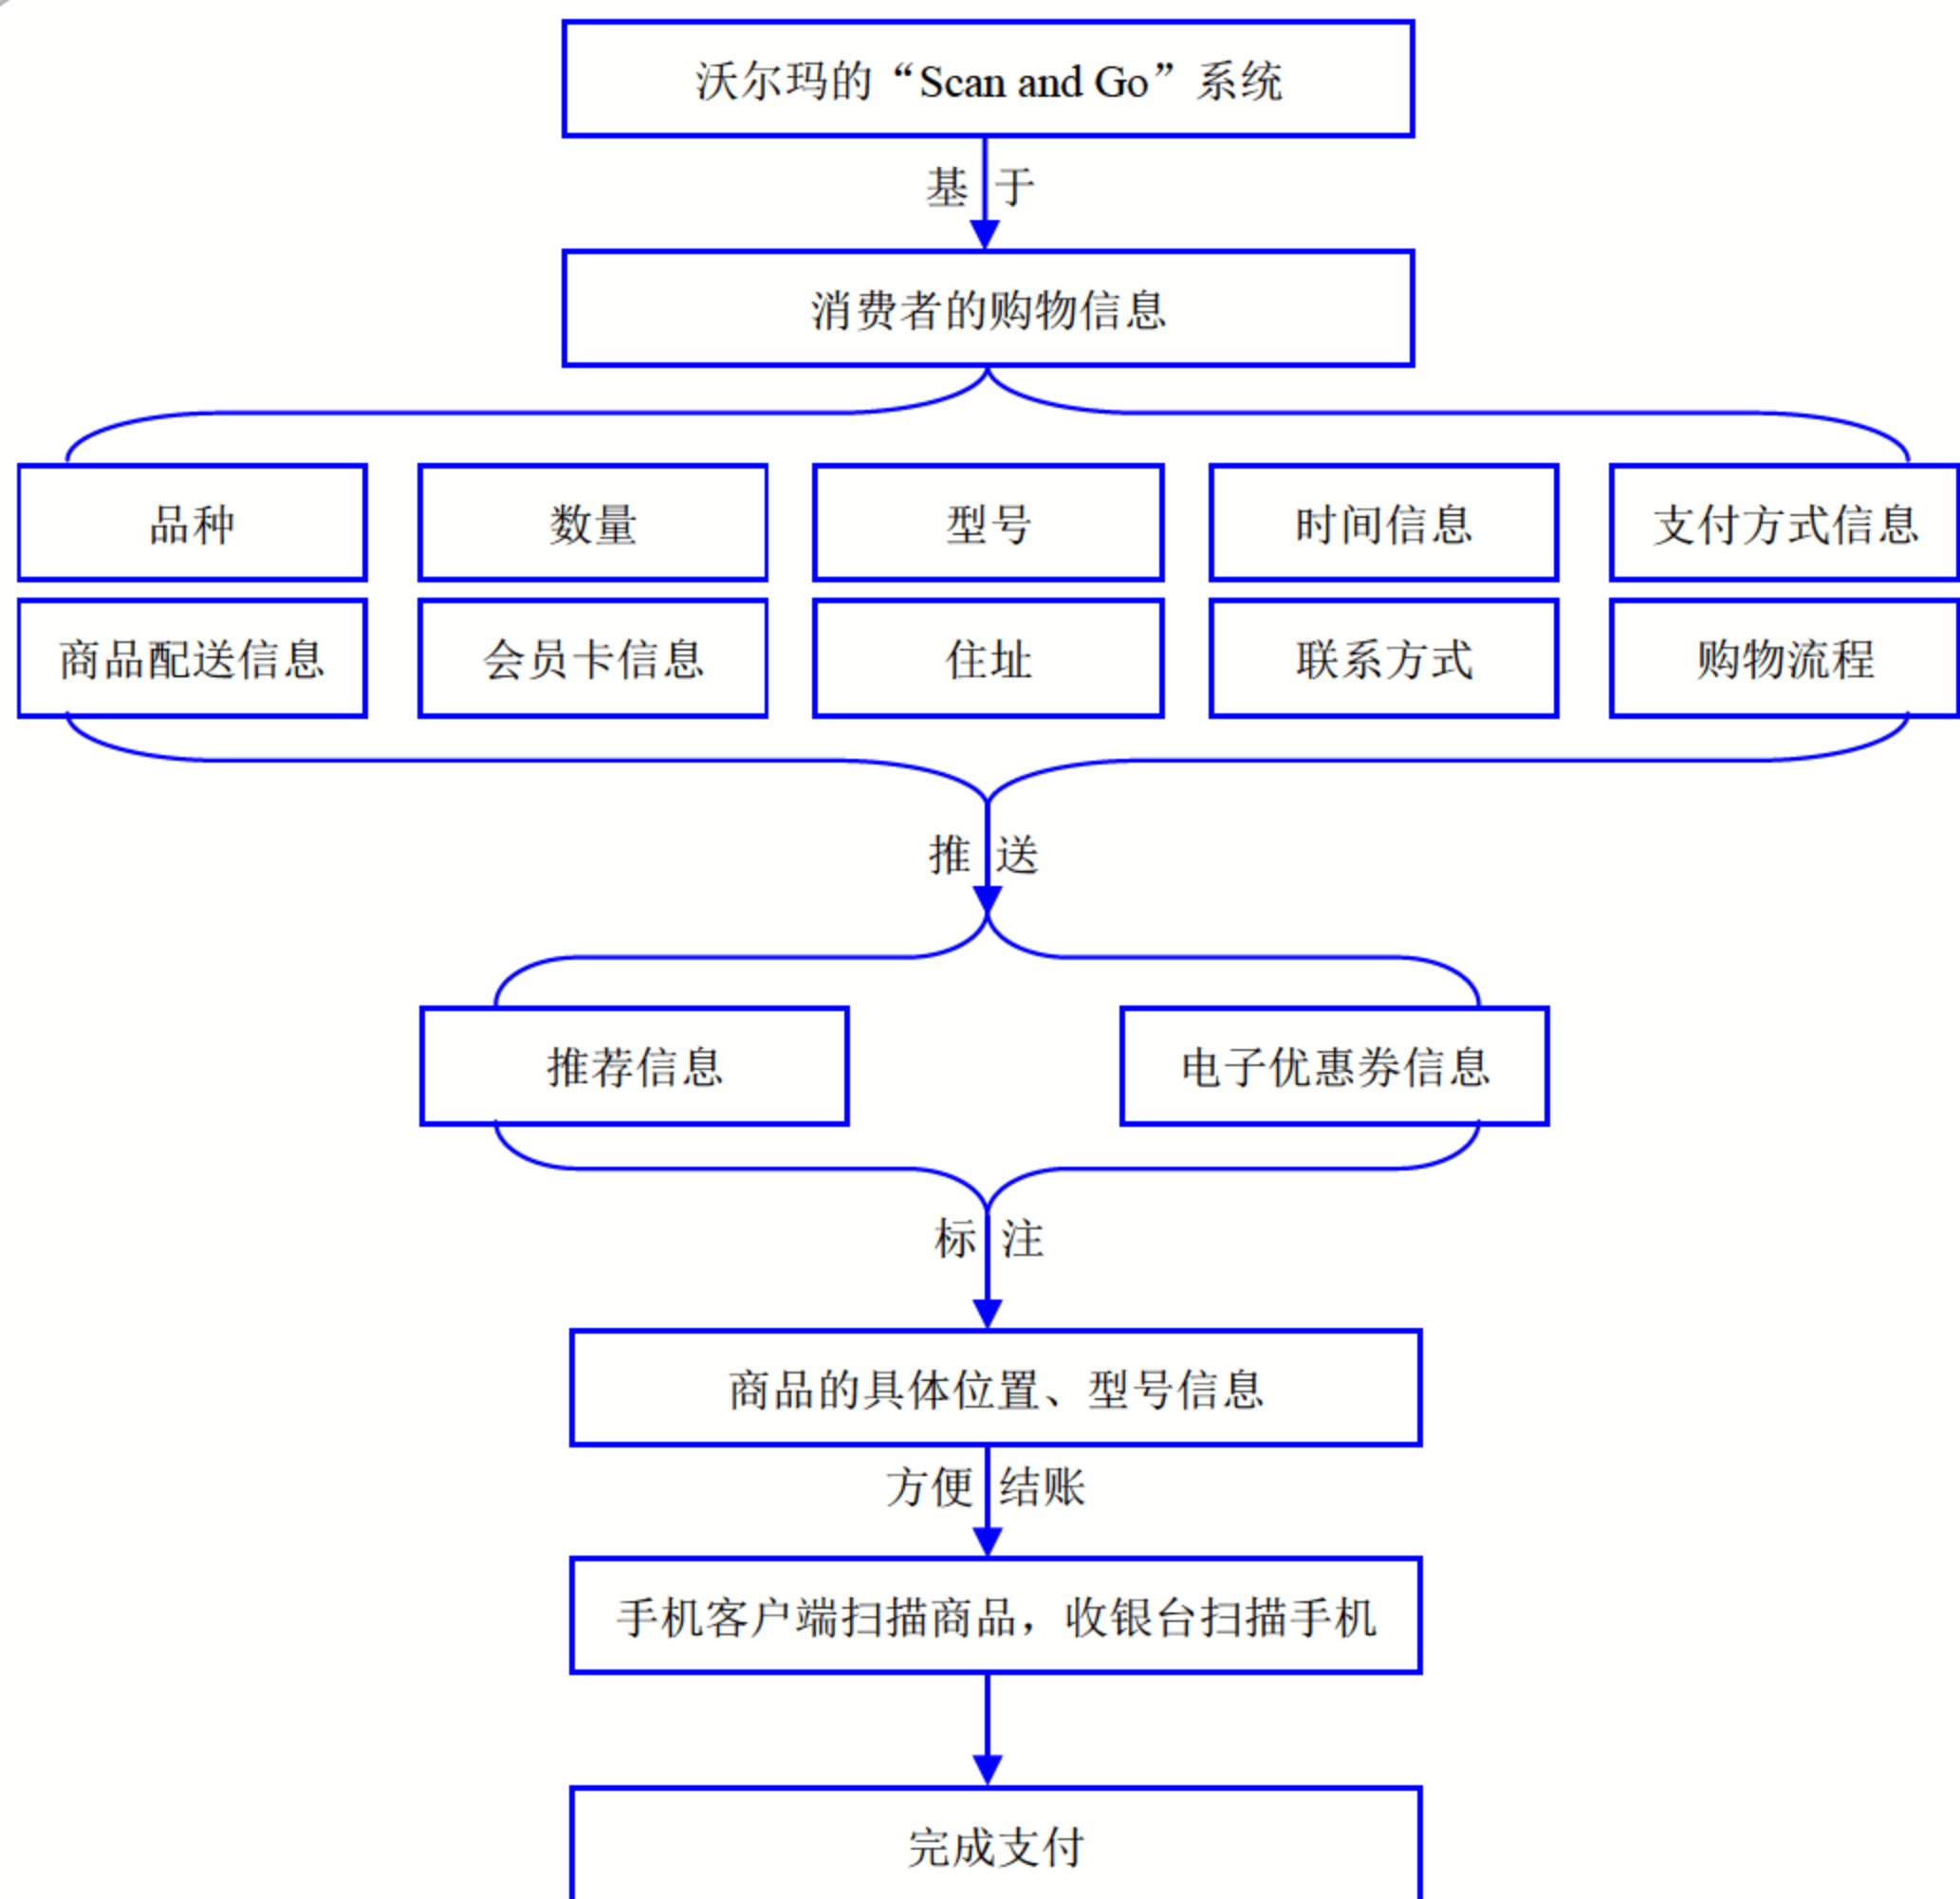 沃尔玛的“Scan and Go”系统
基于
消费者的购物信息
品种
数量
型号
时间信息
支付方式信息
商品配送信息
会员卡信息
住址
联系方式
购物流程
推送
推荐信息
电子优惠券信息
标注
商品的具体位置、型号信息
方便结账
手机客户端扫描商品，收银台扫描手机
完成支付